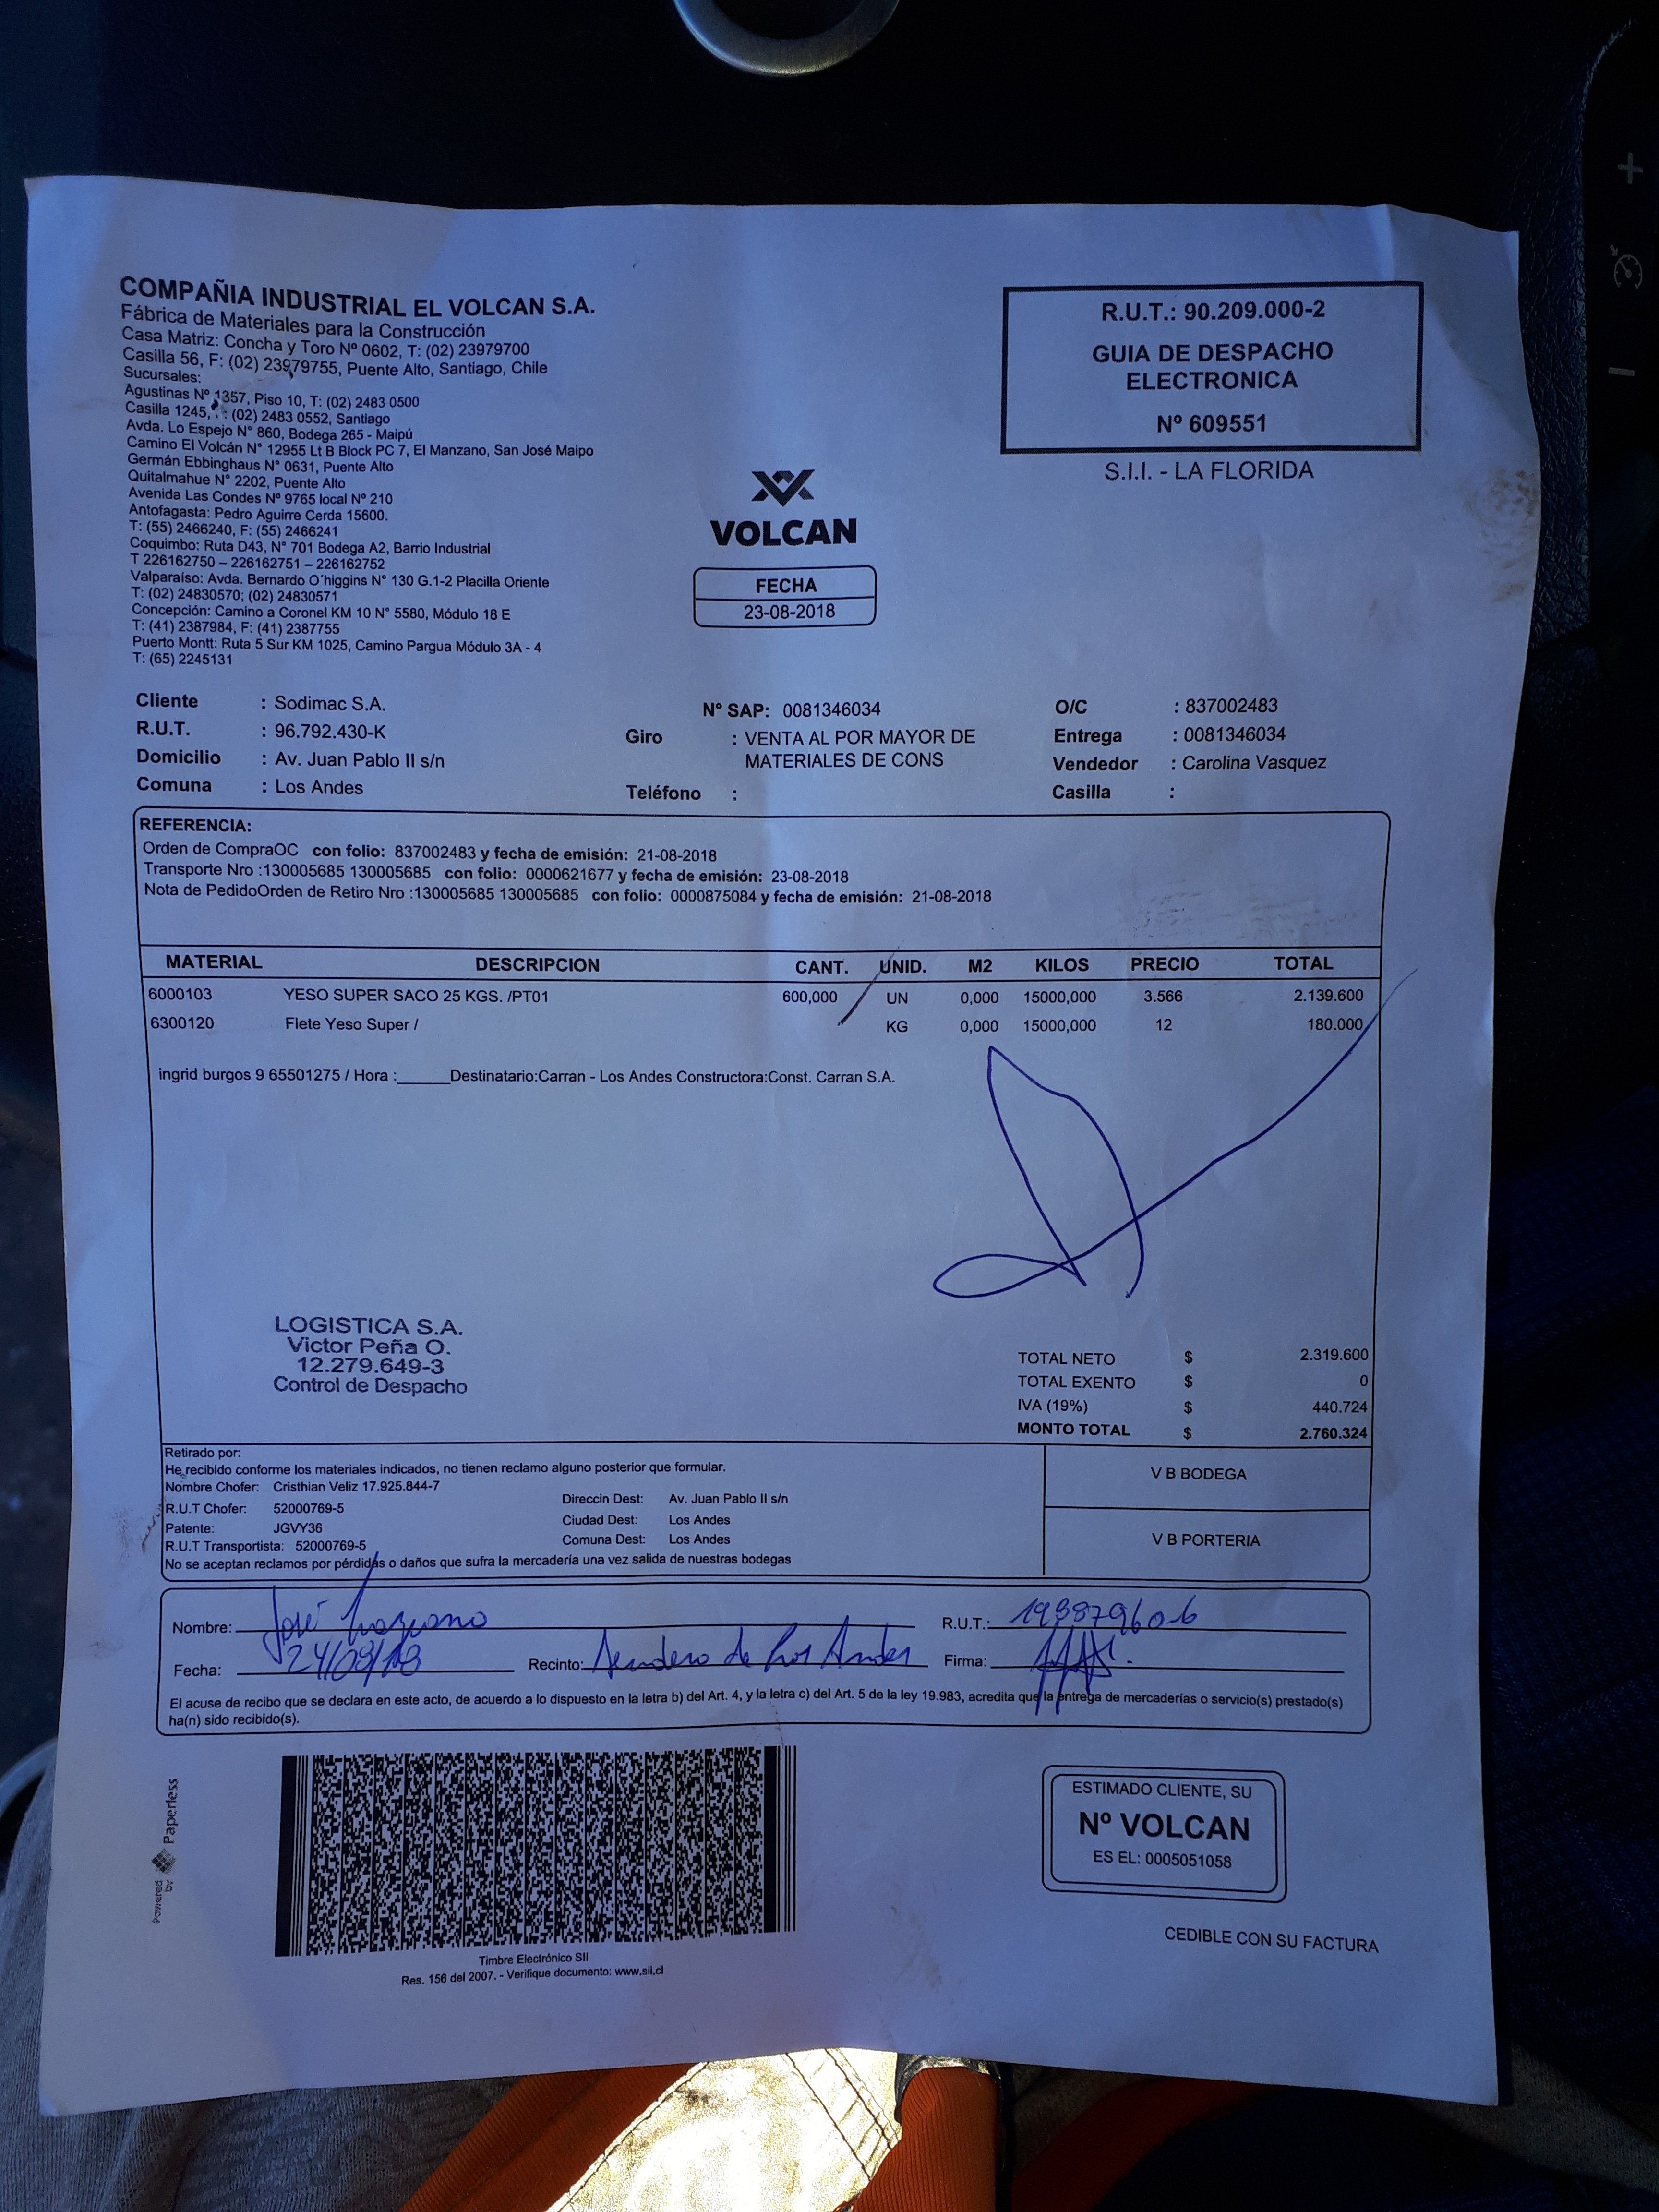 COMPAÑIA INDUSTRIAL EL VOLCAN S.A.
Fábrica de Materiales para la Construcción
Casa Matriz: Concha y Toro Nº 0602, T: (02) 23979700
Casilla 56, F: (02) 23979755, Puente Alto, Santiago, Chile
Sucursales:
Agustinas Nº 1357, Piso 10, T: (02) 2483 0500
Casilla 1245, : (02) 2483 0552, Santiago
Avda. Lo Espejo N° 860, Bodega 265 - Maipú
Camino El Volcán N° 12955 Lt B Block PC 7, El Manzano, San José Maipo
Germán Ebbinghaus N° 0631, Puente Alto
Quitalmahue N° 2202, Puente Alto
Avenida Las Condes Nº 9765 local Nº 210
Antofagasta: Pedro Aguirre Cerda 15600.
T: (55) 2466240, F: (55) 2466241
Coquimbo: Ruta D43, N° 701 Bodega A2, Barrio Industrial
T 226162750 – 226162751 – 226162752
Valparaíso: Avda. Bernardo O'higgins N° 130 G.1-2 Placilla Oriente
T: (02) 24830570; (02) 24830571
Concepción: Camino a Coronel KM 10 N° 5580, Módulo 18 E
T: (41) 2387984, F: (41) 2387755
Puerto Montt: Ruta 5 Sur KM 1025, Camino Pargua Módulo 3A - 4
T: (65) 2245131
R.U.T.: 90.209.000-2
GUIA DE DESPACHO
ELECTRONICA
Nº 609551
S.I.I. - LA FLORIDA
VOLCAN
FECHA
23-08-2018
Cliente : Sodimac S.A. N° SAP: 0081346034 O/C : 837002483
R.U.T. : 96.792.430-K Giro : VENTA AL POR MAYOR DE Entrega : 0081346034
Domicilio : Av. Juan Pablo II s/n MATERIALES DE CONS Vendedor : Carolina Vasquez
Comuna : Los Andes Teléfono : Casilla :
REFERENCIA:
Orden de CompraOC con folio: 837002483 y fecha de emisión: 21-08-2018
Transporte Nro :130005685 130005685 con folio: 0000621677 y fecha de emisión: 23-08-2018
Nota de PedidoOrden de Retiro Nro :130005685 130005685 con folio: 0000875084 y fecha de emisión: 21-08-2018
MATERIAL DESCRIPCION CANT. UNID. M2 KILOS PRECIO TOTAL
6000103 YESO SUPER SACO 25 KGS. /PT01 600,000 UN 0,000 15000,000 3.566 2.139.600
6300120 Flete Yeso Super / KG 0,000 15000,000 12 180.000
ingrid burgos 9 65501275 / Hora :______Destinatario:Carran - Los Andes Constructora:Const. Carran S.A.
LOGISTICA S.A.
Victor Peña O.
12.279.649-3
Control de Despacho
TOTAL NETO $ 2.319.600
TOTAL EXENTO $ 0
IVA (19%) $ 440.724
MONTO TOTAL $ 2.760.324
Retirado por:
He recibido conforme los materiales indicados, no tienen reclamo alguno posterior que formular.
Nombre Chofer: Cristhian Veliz 17.925.844-7
R.U.T Chofer: 52000769-5
Patente: JGVY36
R.U.T Transportista: 52000769-5
Direccin Dest: Av. Juan Pablo II s/n
Ciudad Dest: Los Andes
Comuna Dest: Los Andes
No se aceptan reclamos por pérdidas o daños que sufra la mercadería una vez salida de nuestras bodegas
V B BODEGA
V B PORTERIA
Nombre: José R.U.T.: 19887960-6
Fecha: 24/08/18 Recinto: Sendero de Los Andes Firma:
El acuse de recibo que se declara en este acto, de acuerdo a lo dispuesto en la letra b) del Art. 4, y la letra c) del Art. 5 de la ley 19.983, acredita que la entrega de mercaderías o servicio(s) prestado(s)
ha(n) sido recibido(s).
Powered by Paperless
Timbre Electrónico SII
Res. 156 del 2007. - Verifique documento: www.sii.cl
ESTIMADO CLIENTE, SU
Nº VOLCAN
ES EL: 0005051058
CEDIBLE CON SU FACTURA